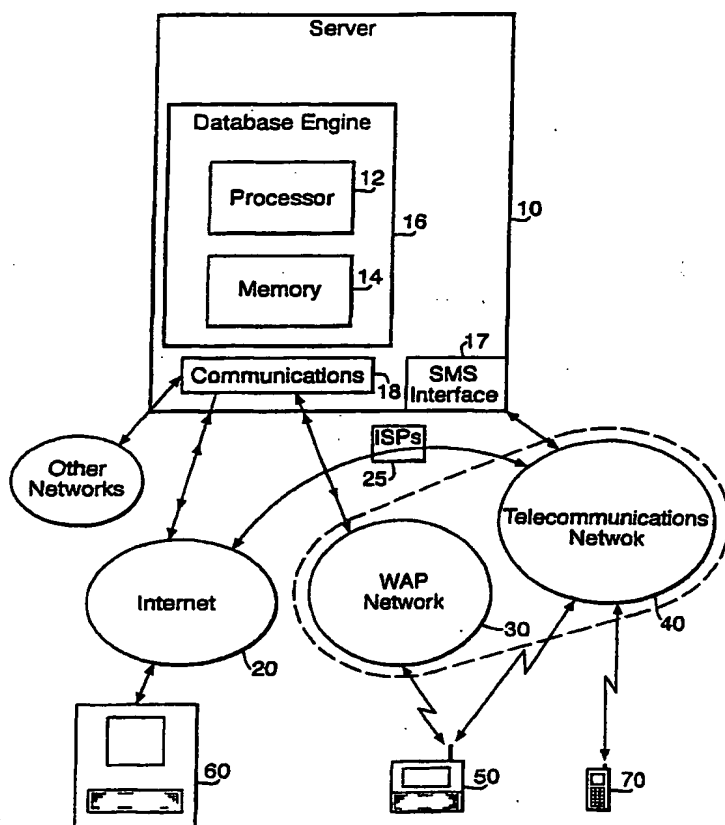 Server
Database Engine
12
Processor
10
16
14
Memory
17
Communications
18
SMS
Interface
ISPs
25
Other
Networks
Telecommunications
Netwok
Internet
WAP
Network
30
40
20
60
50
70